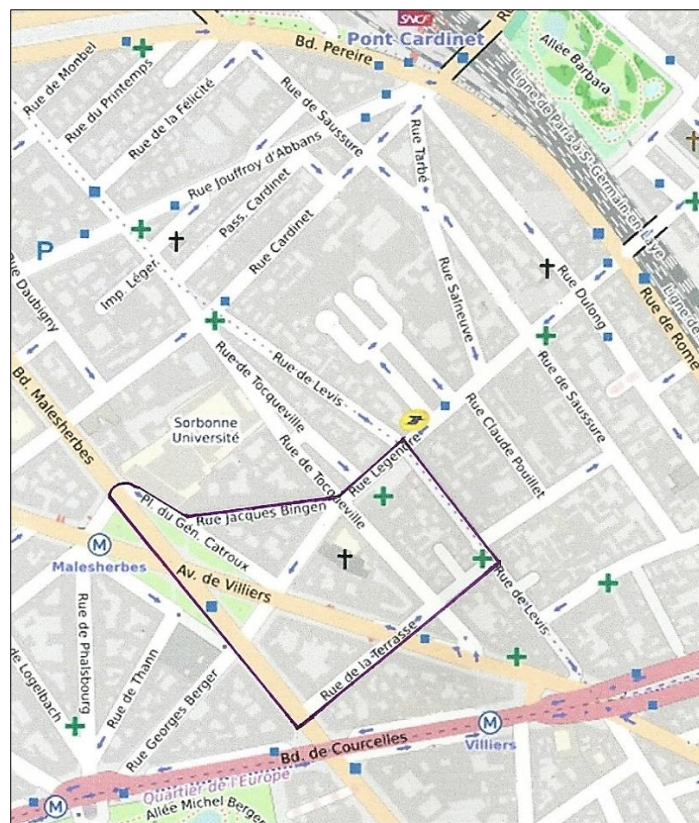 SNCF
Pont Cardinet
Bd. Pereire
Allée Barbara
Ligne de Paris à St-Germain-en-Laye
Rue de Monbel
Rue du Printemps
Rue de la Félicité
Rue de Saussure
Rue Jouffroy d'Abbans
Rue Tarbé
Pass. Cardinet
Rue Cardinet
P
Imp. Léger
Rue Daubigny
Rue Salneuve
Rue Dulong
Rue de Rome
Ligne de
Bd. Malesherbes
Rue de Levis
Rue de Tocqueville
Rue de Saussure
Sorbonne
Université
Rue Claude Pouillet
Rue Legendre
Rue de Tocqueville
Rue Jacques Bingen
Pl. du Gén. Catroux
M
Malesherbes
Av. de Villiers
Rue de Levis
Rue de la Terrasse
Rue de Phalsbourg
Rue de Thann
de Logelbach
Rue Georges Berger
M
Villiers
Bd. de Courcelles
Quartier de l'Europe
Allée Michel Berger
M